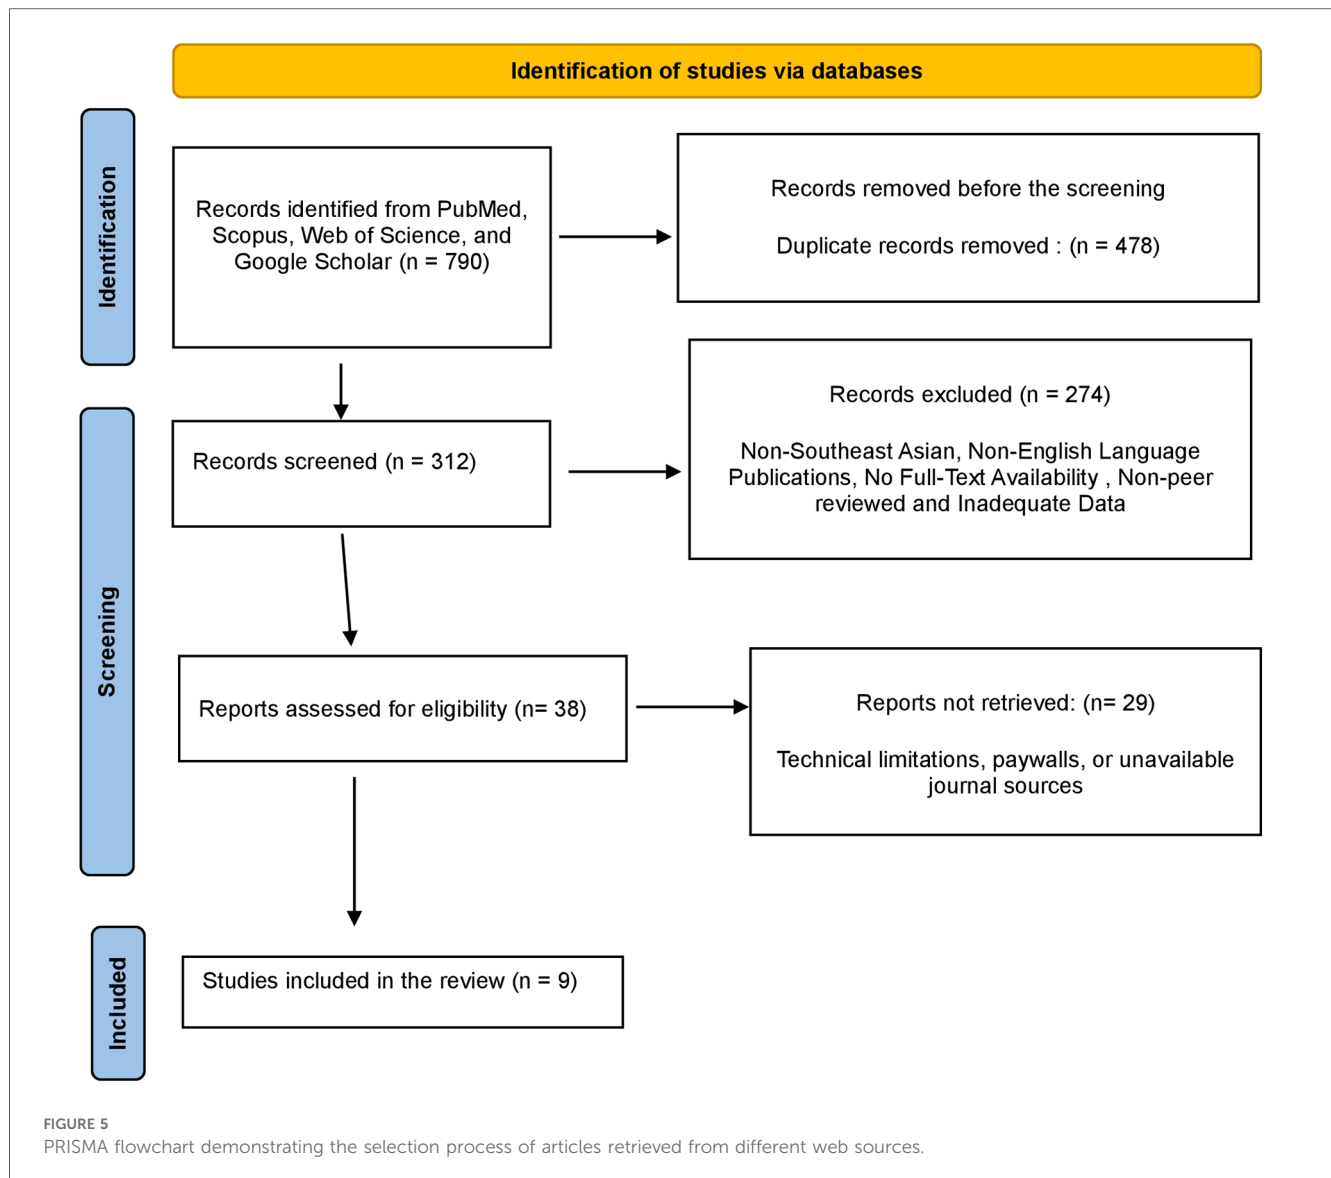 Identification of studies via databases
Identification
Records identified from PubMed,
Scopus, Web of Science, and
Google Scholar (n = 790)
Records removed before the screening
Duplicate records removed : (n = 478)
Screening
Records screened (n = 312)
Records excluded (n = 274)
Non-Southeast Asian, Non-English Language
Publications, No Full-Text Availability , Non-peer
reviewed and Inadequate Data
Reports assessed for eligibility (n= 38)
Reports not retrieved: (n= 29)
Technical limitations, paywalls, or unavailable
journal sources
Included
Studies included in the review (n = 9)
FIGURE 5
PRISMA flowchart demonstrating the selection process of articles retrieved from different web sources.